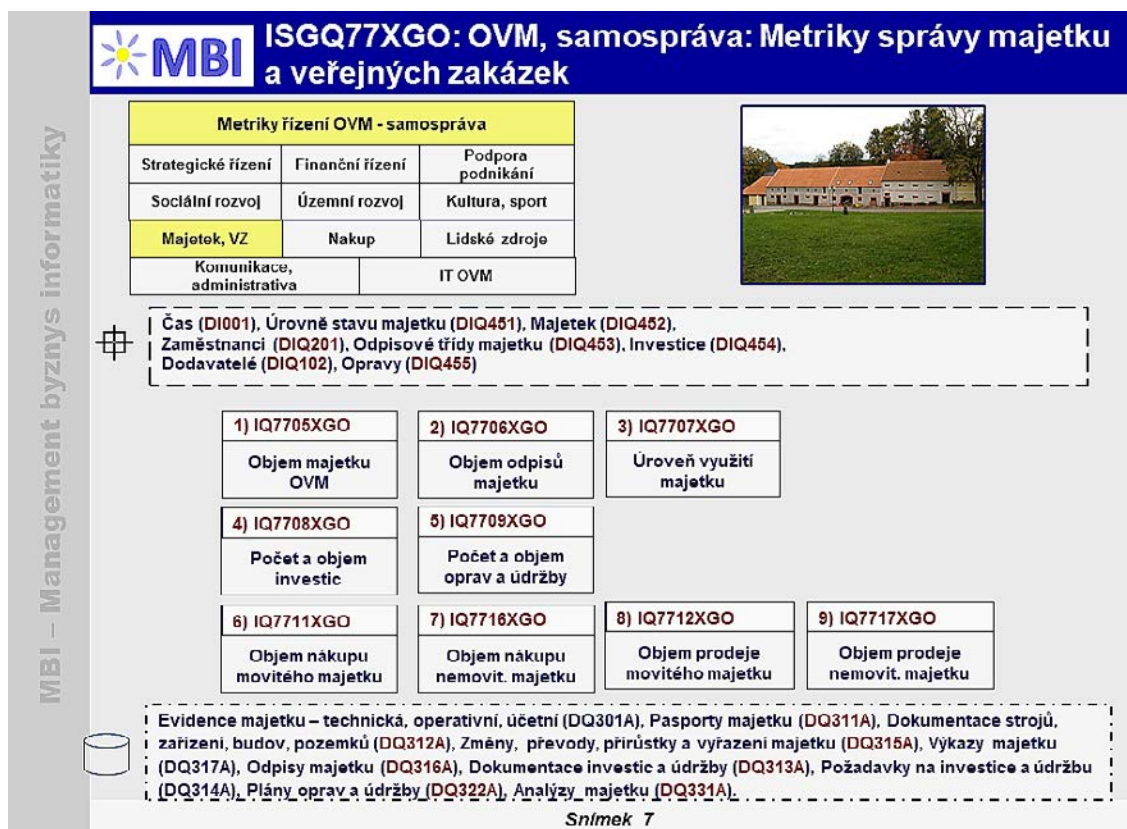 MBI – Management byznys informatiky
MBI
ISGQ77XGO: OVM, samospráva: Metriky správy majetku
a veřejných zakázek
Metriky řízení OVM - samospráva
Strategické řízení
Finanční řízení
Podpora
podnikání
Sociální rozvoj
Územní rozvoj
Kultura, sport
Majetek, VZ
Nakup
Lidské zdroje
Komunikace,
administrativa
IT OVM
Čas (DI001), Úrovně stavu majetku (DIQ451), Majetek (DIQ452),
Zaměstnanci (DIQ201), Odpisové třídy majetku (DIQ453), Investice (DIQ454),
Dodavatelé (DIQ102), Opravy (DIQ455)
1) IQ7705XGO
Objem majetku
OVM
2) IQ7706XGO
Objem odpisů
majetku
3) IQ7707XGO
Úroveň využití
majetku
4) IQ7708XGO
Počet a objem
investic
5) IQ7709XGO
Počet a objem
oprav a údržby
6) IQ7711XGO
Objem nákupu
movitého majetku
7) IQ7716XGO
Objem nákupu
nemovit. majetku
8) IQ7712XGO
Objem prodeje
movitého majetku
9) IQ7717XGO
Objem prodeje
nemovit. majetku
Evidence majetku – technická, operativní, účetní (DQ301A), Pasporty majetku (DQ311A), Dokumentace strojů,
zařízení, budov, pozemků (DQ312A), Změny, převody, přírůstky a vyřazení majetku (DQ315A), Výkazy majetku
(DQ317A), Odpisy majetku (DQ316A), Dokumentace investic a údržby (DQ313A), Požadavky na investice a údržbu
(DQ314A), Plány oprav a údržby (DQ322A), Analýzy majetku (DQ331A).
Snímek 7